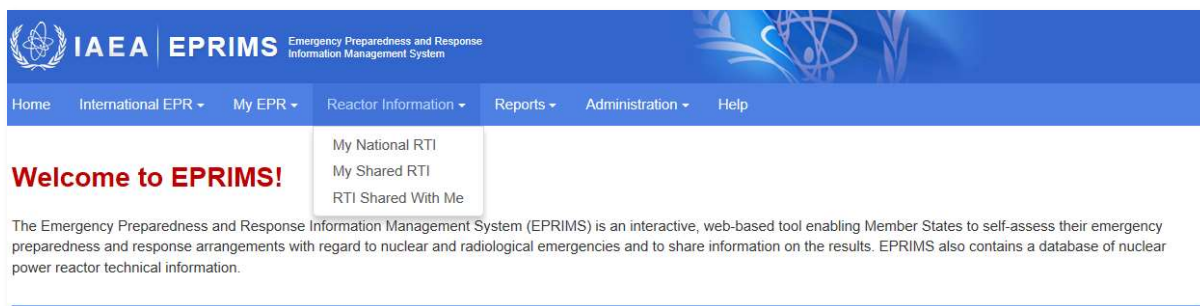 IAEA EPRIMS Emergency Preparedness and Response
Information Management System
Home International EPR My EPR Reactor Information Reports Administration Help
My National RTI
My Shared RTI
RTI Shared With Me
Welcome to EPRIMS!
The Emergency Preparedness and Response Information Management System (EPRIMS) is an interactive, web-based tool enabling Member States to self-assess their emergency
preparedness and response arrangements with regard to nuclear and radiological emergencies and to share information on the results. EPRIMS also contains a database of nuclear
power reactor technical information.